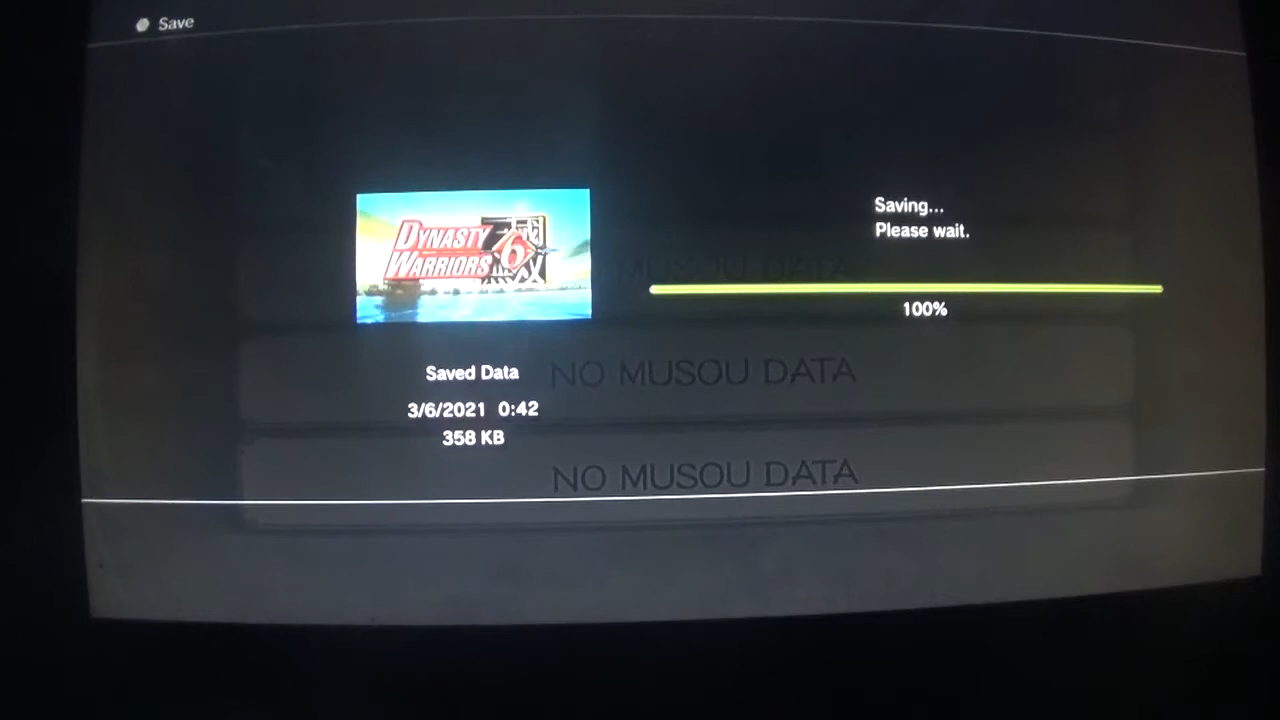 Save
DYNASTY
WARRIORS
6
Saving...
Please wait.
MUSOU DATA
100%
Saved Data
NO MUSOU DATA
3/6/2021 0:42
358 KB
NO MUSOU DATA